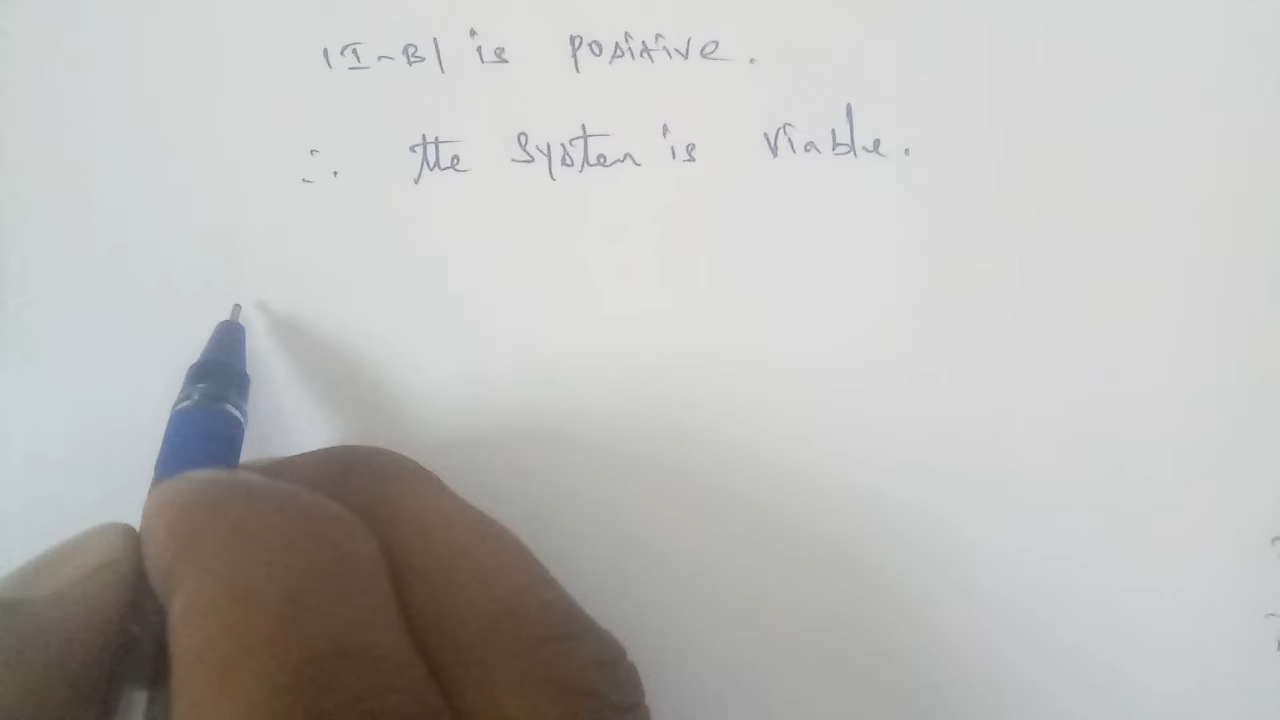 |I-B| is positive.
∴ the system is viable.